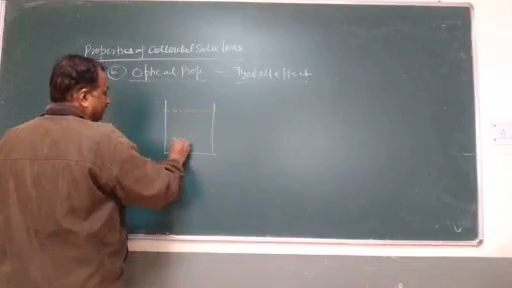 Properties of Colloidal Solutions
(E) Optical Prop - Tyndall effect